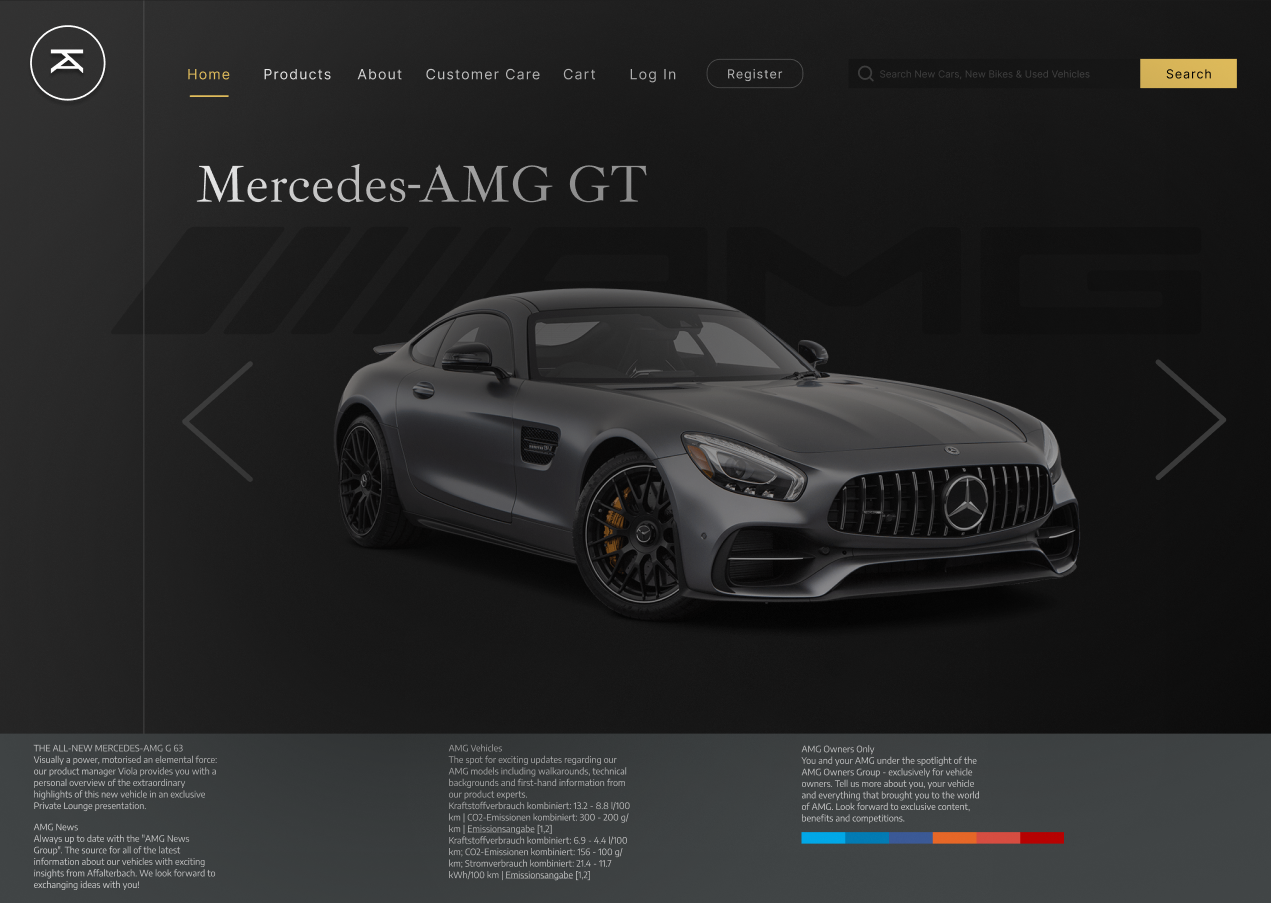 Home Products About Customer Care Cart Log In Register Search New Cars, New Bikes & Used Vehicles Search
Mercedes-AMG GT
AMG
THE ALL-NEW MERCEDES-AMG G 63
Visually a power, motorised an elemental force:
our product manager Viola provides you with a
personal overview of the extraordinary
highlights of this new vehicle in an exclusive
Private Lounge presentation.
AMG News
Always up to date with the "AMG News
Group". The source for all of the latest
information about our vehicles with exciting
insights from Affalterbach. We look forward to
exchanging ideas with you!
AMG Vehicles
The spot for exciting updates regarding our
AMG models including walkarounds, technical
backgrounds and first-hand information from
our product experts.
Kraftstoffverbrauch kombiniert: 13.2 - 8.8 l/100
km | CO2-Emissionen kombiniert: 300 - 200 g/
km | Emissionsangabe [1,2]
Kraftstoffverbrauch kombiniert: 6.9 - 4.4 l/100
km; CO2-Emissionen kombiniert: 156 - 100 g/
km; Stromverbrauch kombiniert: 21.4 - 11.7
kWh/100 km | Emissionsangabe [1,2]
AMG Owners Only
You and your AMG under the spotlight of the
AMG Owners Group - exclusively for vehicle
owners. Tell us more about you, your vehicle
and everything that brought you to the world
of AMG. Look forward to exclusive content,
benefits and competitions.